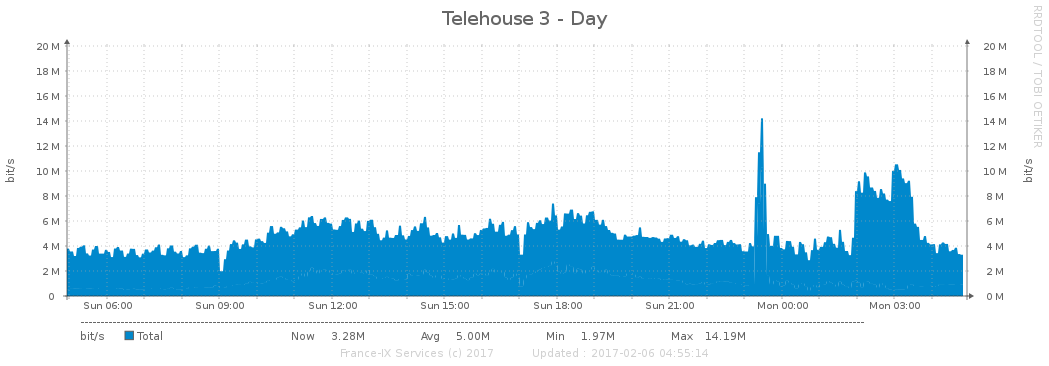 Telehouse 3 - Day
RRDTOOL / TOBI OETIKER
bit/s
20 M 20 M
18 M 18 M
16 M 16 M
14 M 14 M
12 M 12 M
10 M 10 M
8 M 8 M
6 M 6 M
4 M 4 M
2 M 2 M
0 0 M
bit/s
Sun 06:00 Sun 09:00 Sun 12:00 Sun 15:00 Sun 18:00 Sun 21:00 Mon 00:00 Mon 03:00
bit/s Total Now 3.28M Avg 5.00M Min 1.97M Max 14.19M
France-IX Services (c) 2017 Updated : 2017-02-06 04:55:14